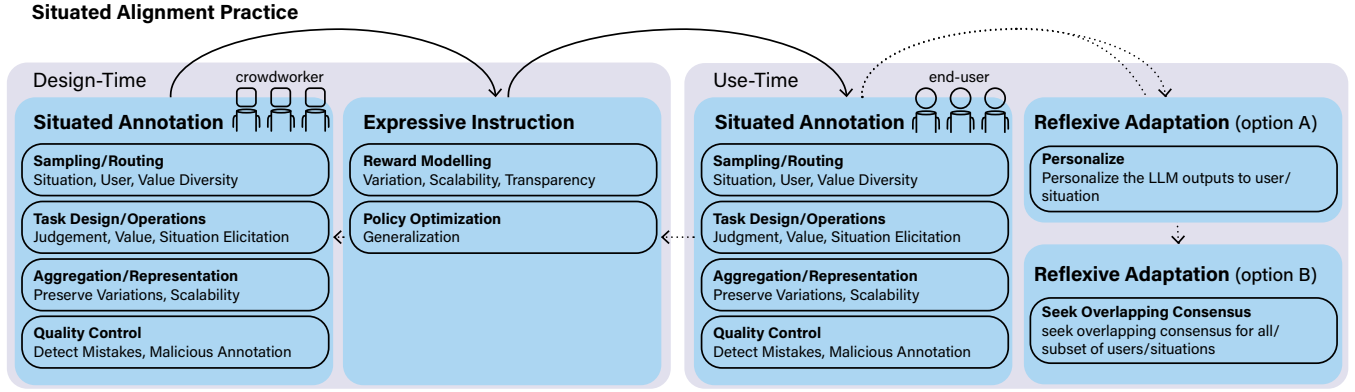 Situated Alignment Practice
Design-Time
crowdworker
Situated Annotation
Sampling/Routing
Situation, User, Value Diversity
Task Design/Operations
Judgement, Value, Situation Elicitation
Aggregation/Representation
Preserve Variations, Scalability
Quality Control
Detect Mistakes, Malicious Annotation
Expressive Instruction
Reward Modelling
Variation, Scalability, Transparency
Policy Optimization
Generalization
Use-Time
end-user
Situated Annotation
Sampling/Routing
Situation, User, Value Diversity
Task Design/Operations
Judgment, Value, Situation Elicitation
Aggregation/Representation
Preserve Variations, Scalability
Quality Control
Detect Mistakes, Malicious Annotation
Reflexive Adaptation (option A)
Personalize
Personalize the LLM outputs to user/
situation
Reflexive Adaptation (option B)
Seek Overlapping Consensus
seek overlapping consensus for all/
subset of users/situations